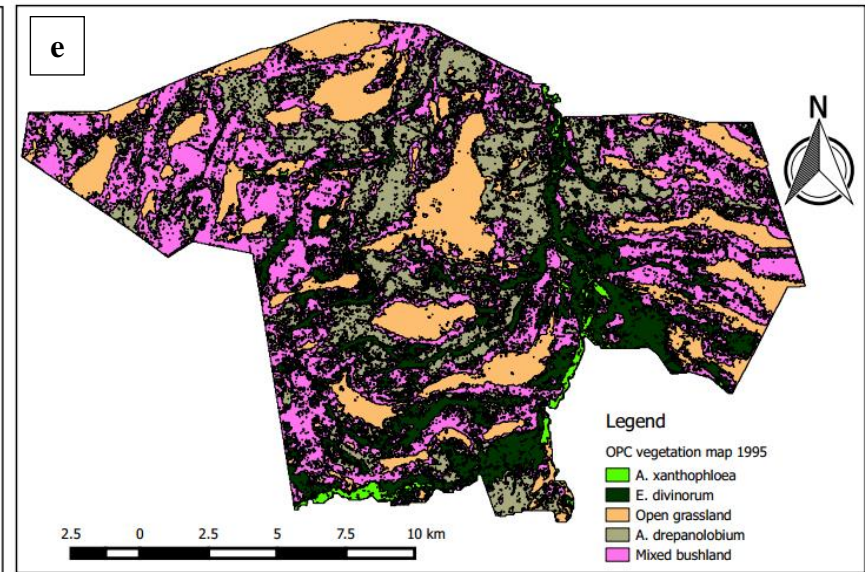 e
N
Legend
OPC vegetation map 1995
A. xanthophloea
E. divinorum
Open grassland
A. drepanolobium
Mixed bushland
2.5 0 2.5 5 7.5 10 km